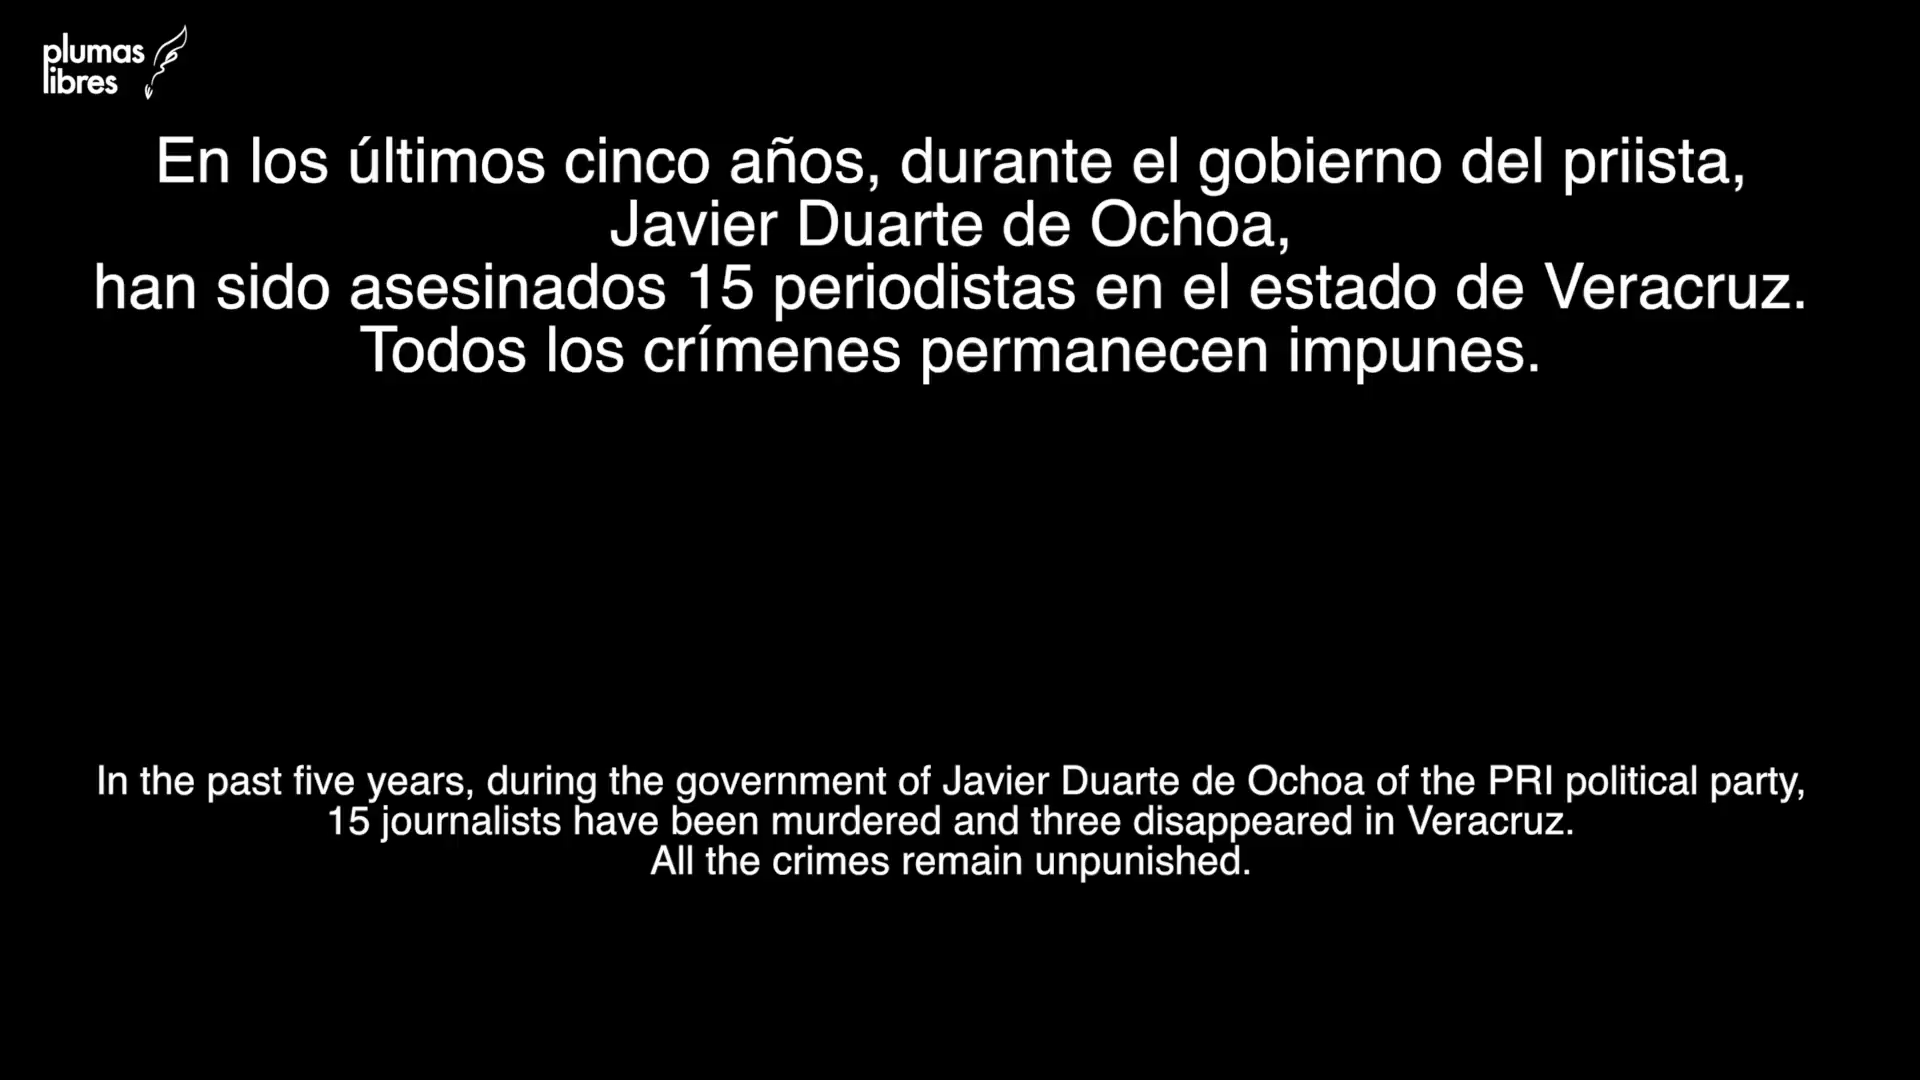 plumas
libres
En los últimos cinco años, durante el gobierno del priista,
Javier Duarte de Ochoa,
han sido asesinados 15 periodistas en el estado de Veracruz.
Todos los crímenes permanecen impunes.
In the past five years, during the government of Javier Duarte de Ochoa of the PRI political party,
15 journalists have been murdered and three disappeared in Veracruz.
All the crimes remain unpunished.